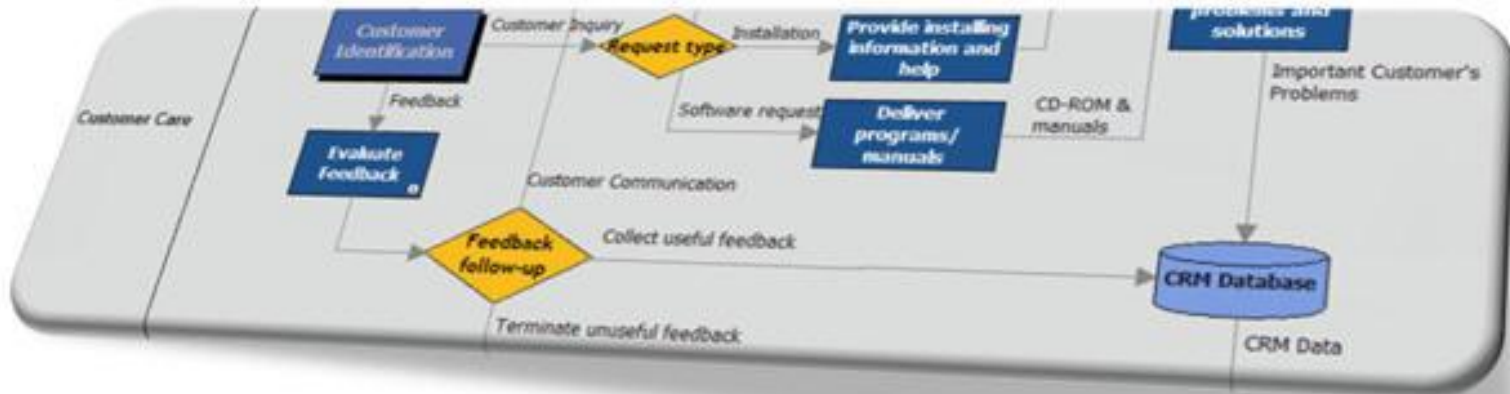 Customer
Identification
Customer Inquiry
Request type
Installation
Provide installing
information and
help
problems and
solutions
Important Customer's
Problems
Feedback
Software request
Deliver
programs/
manuals
CD-ROM &
manuals
Customer Care
Evaluate
Feedback
Customer Communication
Feedback
follow-up
Collect useful feedback
CRM Database
Terminate unuseful feedback
CRM Data